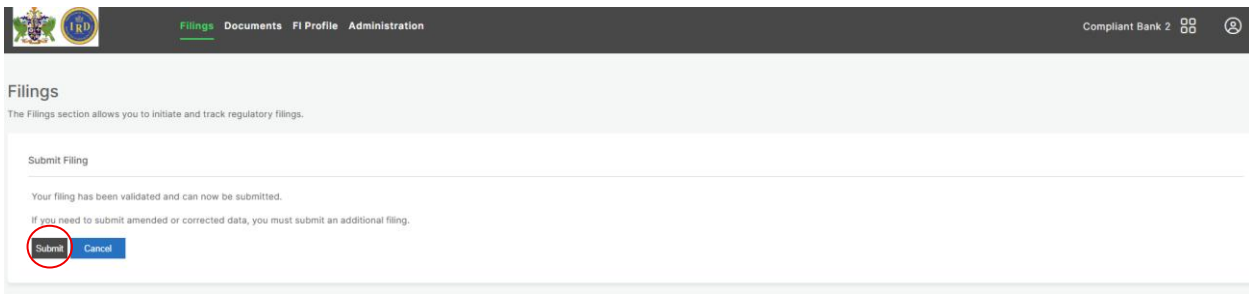 IRD
Filings Documents FI Profile Administration
Compliant Bank 2
Filings
The Filings section allows you to initiate and track regulatory filings.
Submit Filing
Your filing has been validated and can now be submitted.
If you need to submit amended or corrected data, you must submit an additional filing.
Submit Cancel